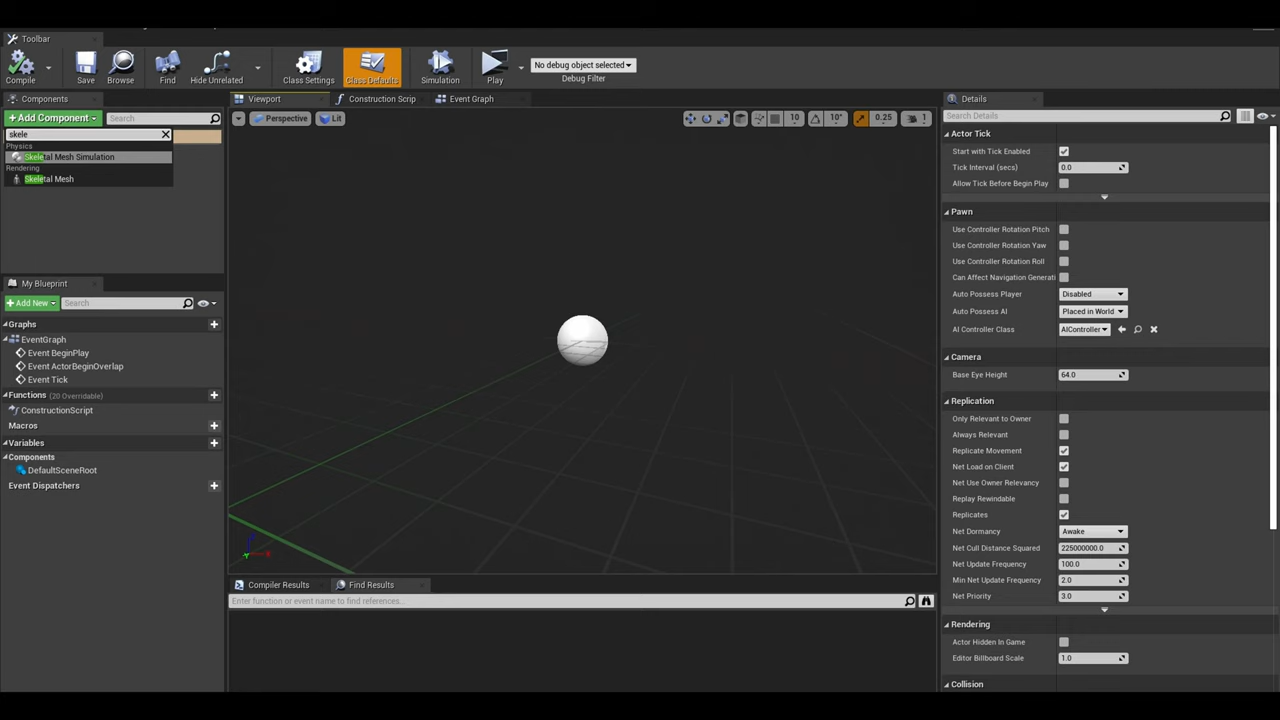 Toolbar
Compile
Save
Browse
Find
Hide Unrelated
Class Settings
Class Defaults
Simulation
Play
No debug object selected
Debug Filter
Components
+Add Component
Search
skele
Physics
Skeletal Mesh Simulation
Rendering
Skeletal Mesh
My Blueprint
+Add New
Search
Graphs
EventGraph
Event BeginPlay
Event ActorBeginOverlap
Event Tick
Functions (20 Overridable)
ConstructionScript
Macros
Variables
Components
DefaultSceneRoot
Event Dispatchers
Viewport
Construction Scrip
Event Graph
Perspective
Lit
10
10°
0.25
1
Compiler Results
Find Results
Enter function or event name to find references...
Details
Search Details
Actor Tick
Start with Tick Enabled
Tick Interval (secs) 0.0
Allow Tick Before Begin Play
Pawn
Use Controller Rotation Pitch
Use Controller Rotation Yaw
Use Controller Rotation Roll
Can Affect Navigation Generati
Auto Possess Player Disabled
Auto Possess AI Placed in World
AI Controller Class AIController
Camera
Base Eye Height 64.0
Replication
Only Relevant to Owner
Always Relevant
Replicate Movement
Net Load on Client
Net Use Owner Relevancy
Replay Rewindable
Replicates
Net Dormancy Awake
Net Cull Distance Squared 225000000.0
Net Update Frequency 100.0
Min Net Update Frequency 2.0
Net Priority 3.0
Rendering
Actor Hidden In Game
Editor Billboard Scale 1.0
Collision